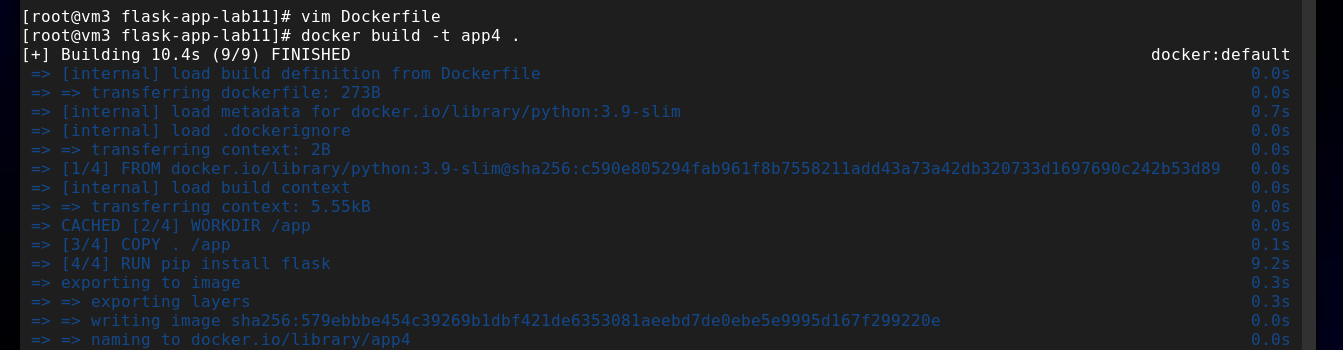 [root@vm3 flask-app-lab11]# vim Dockerfile
[root@vm3 flask-app-lab11]# docker build -t app4 .
[+] Building 10.4s (9/9) FINISHED docker:default
=> [internal] load build definition from Dockerfile 0.0s
=> => transferring dockerfile: 273B 0.0s
=> [internal] load metadata for docker.io/library/python:3.9-slim 0.7s
=> [internal] load .dockerignore 0.0s
=> => transferring context: 2B 0.0s
=> [1/4] FROM docker.io/library/python:3.9-slim@sha256:c590e805294fab961f8b7558211add43a73a42db320733d1697690c242b53d89 0.0s
=> [internal] load build context 0.0s
=> => transferring context: 5.55kB 0.0s
=> CACHED [2/4] WORKDIR /app 0.0s
=> [3/4] COPY . /app 0.1s
=> [4/4] RUN pip install flask 9.2s
=> exporting to image 0.3s
=> => exporting layers 0.3s
=> => writing image sha256:579ebbbe454c39269b1dbf421de6353081aeebd7de0ebe5e9995d167f299220e 0.0s
=> => naming to docker.io/library/app4 0.0s